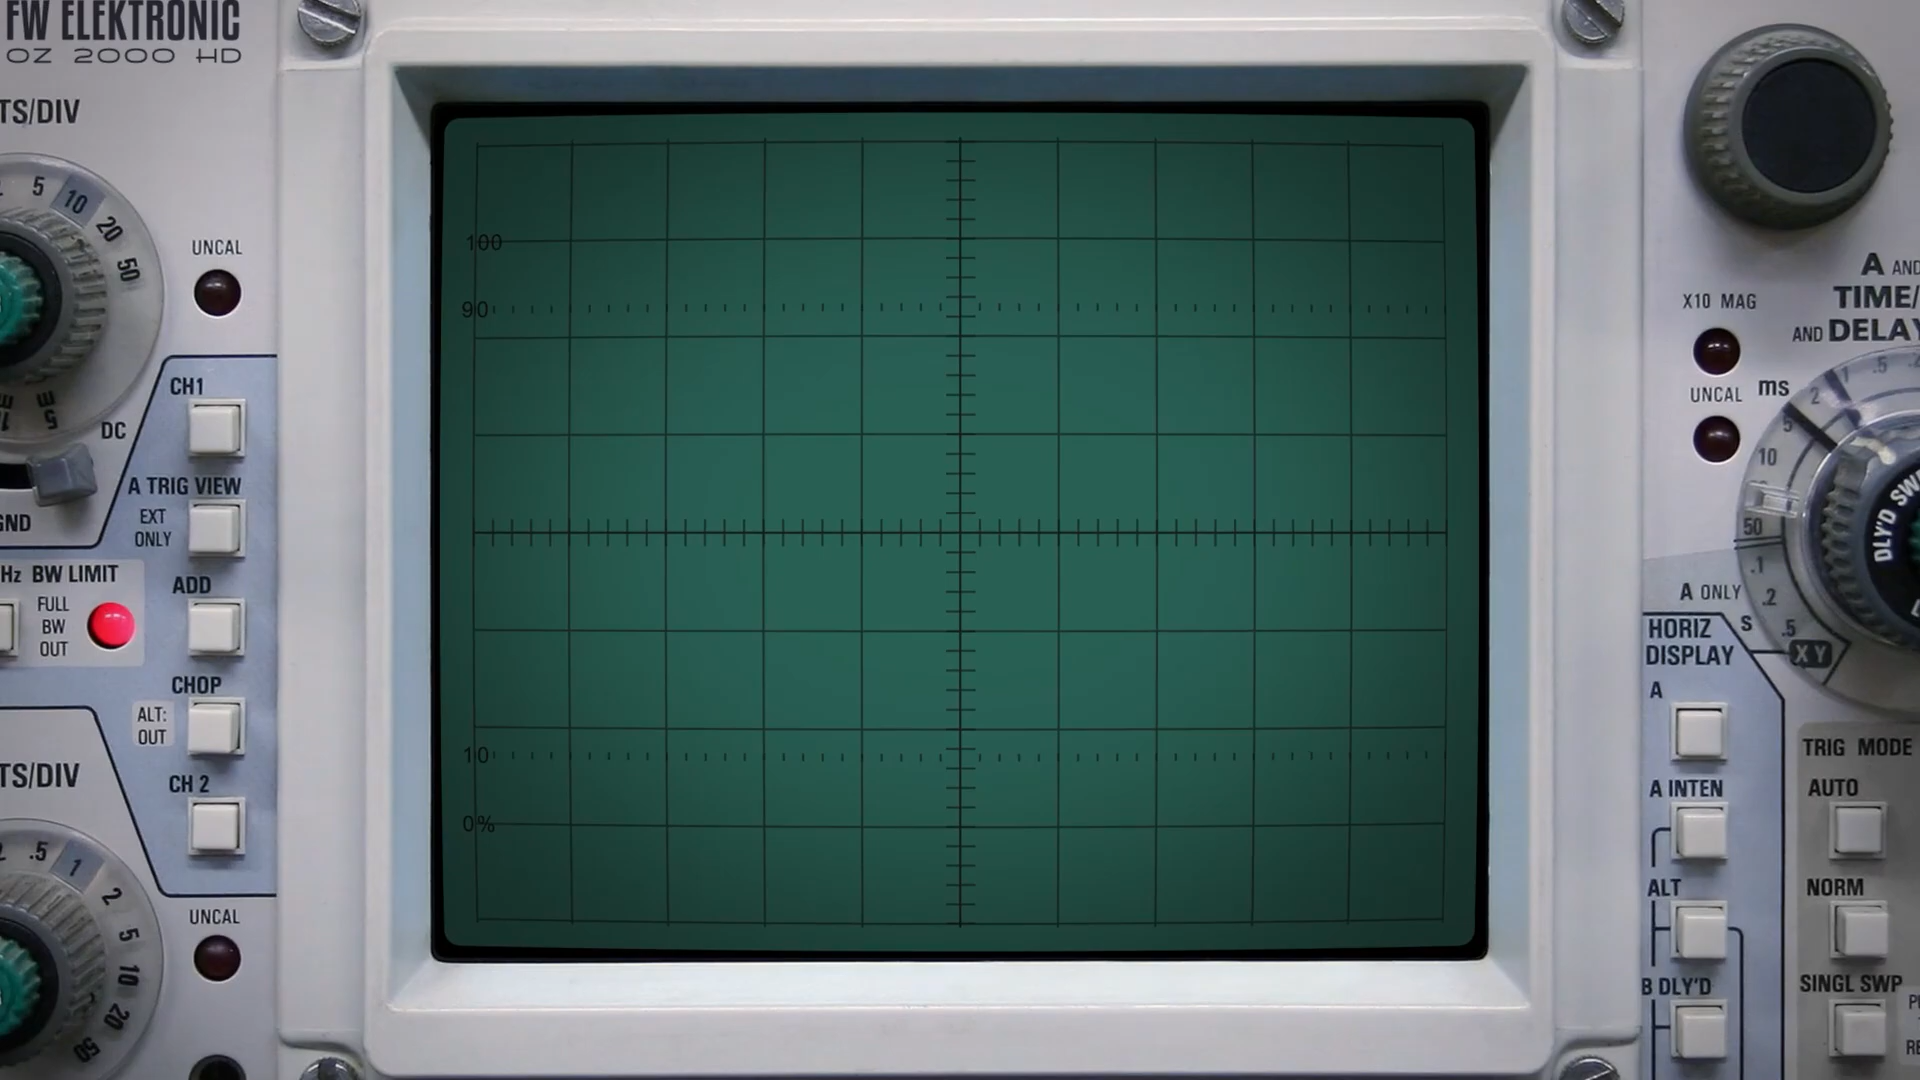 FW ELEKTRONIC
OZ 2000 HD
TS/DIV
5
10
20
50
UNCAL
CH1
5
DC
A TRIG VIEW
EXT
ONLY
GND
Hz BW LIMIT
FULL
BW
OUT
ADD
CHOP
ALT:
OUT
TS/DIV
CH 2
.5
1
2
5
10
20
50
UNCAL
100
90
10
0%
A AND
TIME/
AND DELAY
X10 MAG
UNCAL
ms
.5
1
2
5
10
50
.1
.2
.5
S
X Y
DLY'D SW
A ONLY
HORIZ
DISPLAY
A
A INTEN
ALT
B DLY'D
TRIG MODE
AUTO
NORM
SINGL SWP